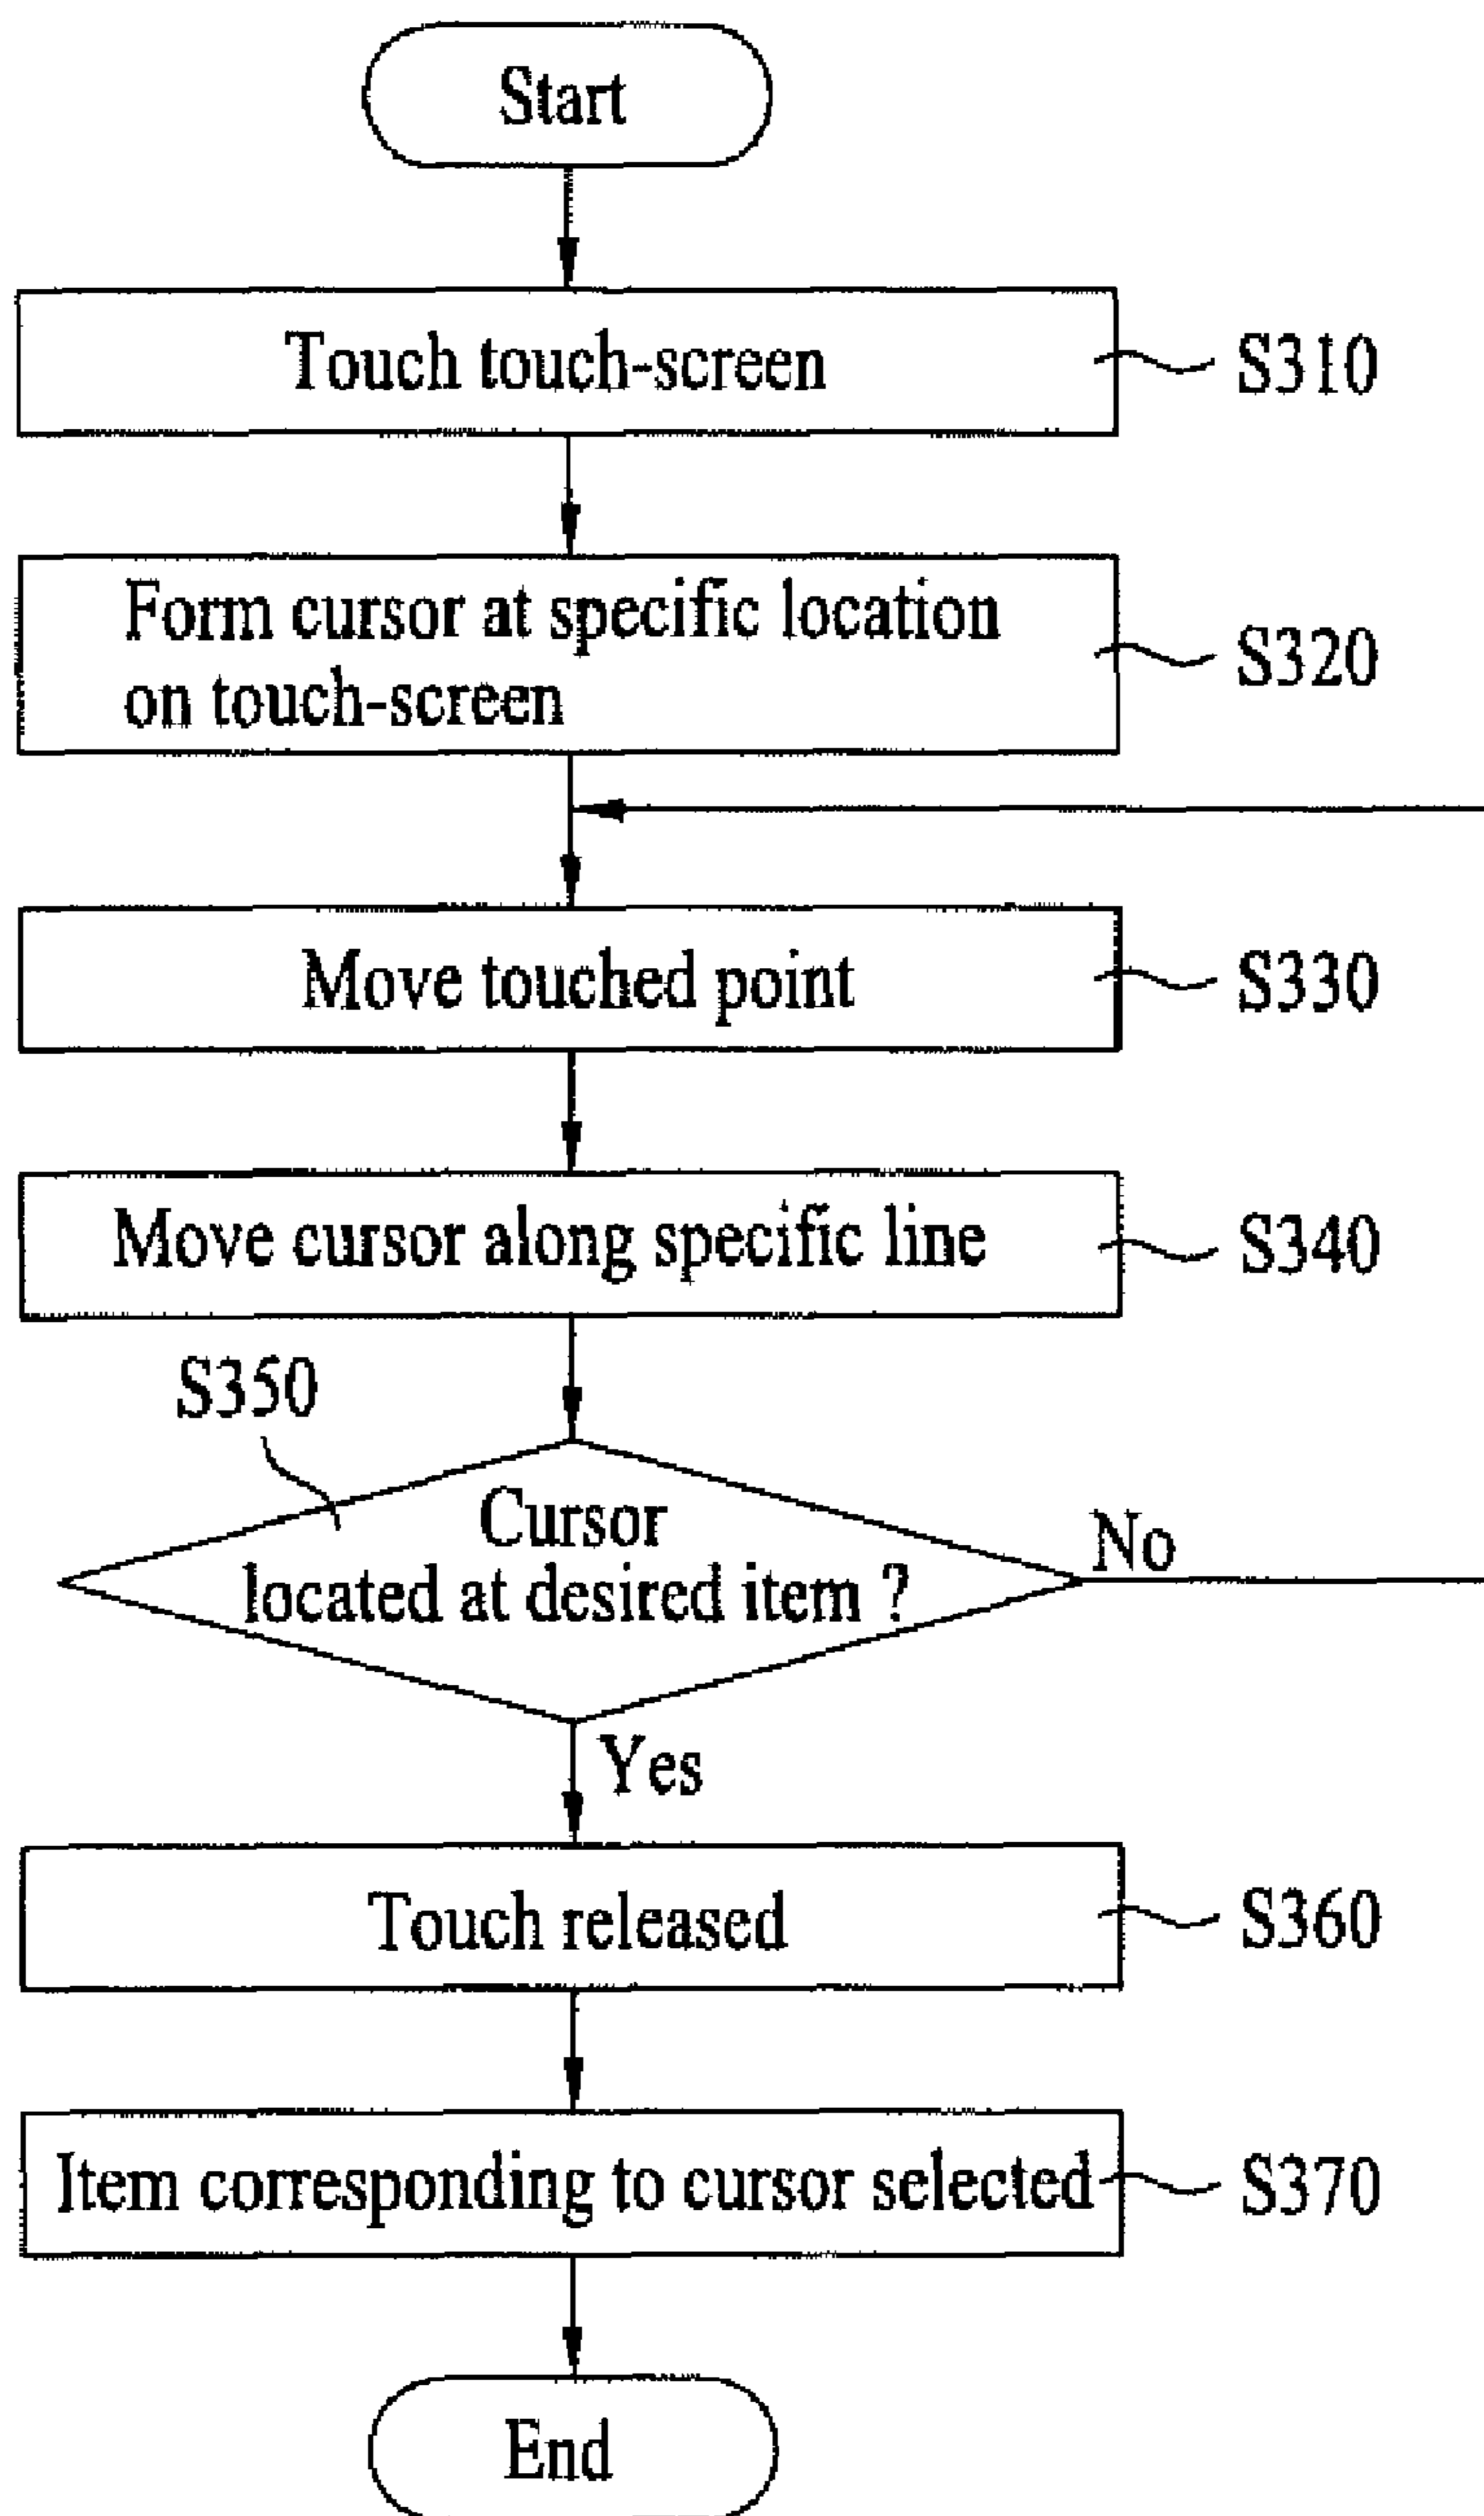 Start
Touch touch-screen
S310
Form cursor at specific location
on touch-screen
S320
Move touched point
S330
Move cursor along specific line
S340
S350
Cursor
located at desired item ?
No
Yes
Touch released
S360
Item corresponding to cursor selected
S370
End